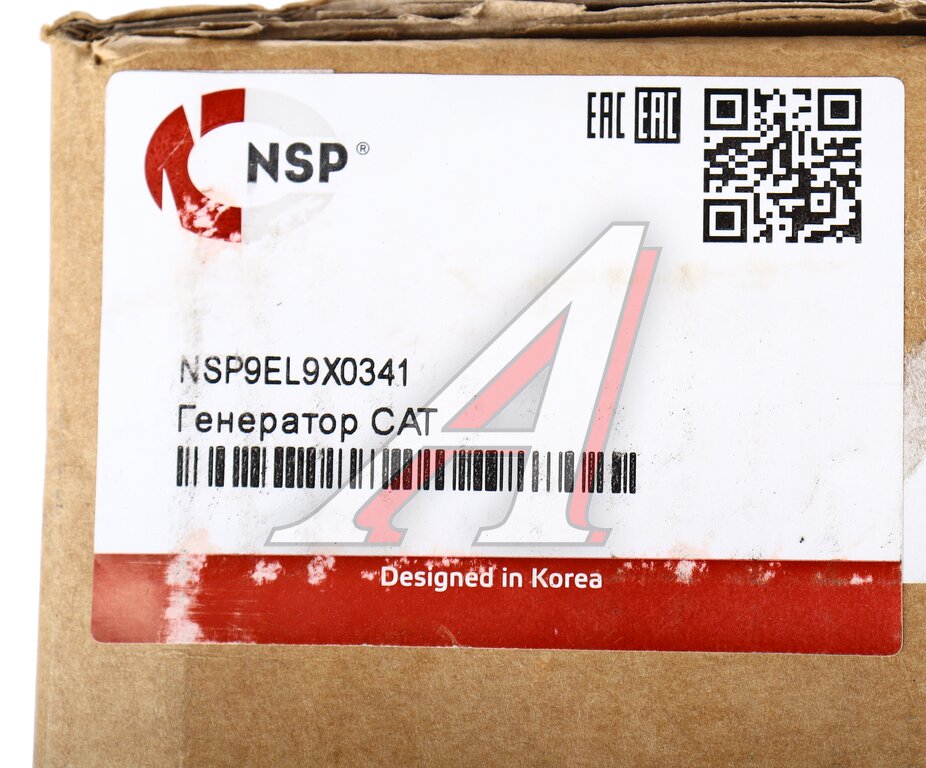 NSP®
EAC EAC
NSP9EL9X0341
Генератор CAT
Designed in Korea